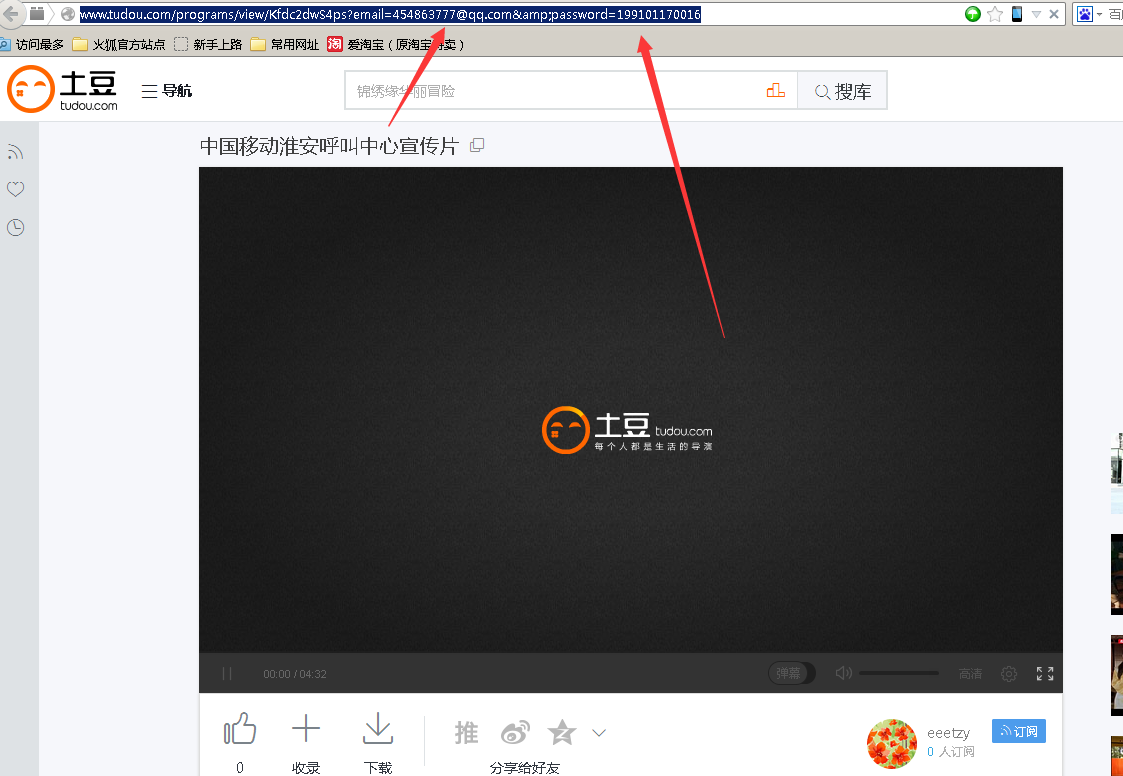 www.tudou.com/programs/view/Kfdc2dwS4ps?email=454863777@qq.com&amp;password=199101170016
访问最多 火狐官方站点 新手上路 常用网址 淘 爱淘宝（原淘宝特卖）
土豆
tudou.com
导航
锦绣缘华丽冒险
搜库
中国移动淮安呼叫中心宣传片
土豆 tudou.com
每个人都是生活的导演
00:00 / 04:32
弹幕
高清
推
eeetzy
订阅
0 人订阅
0 收录 下载 分享给好友